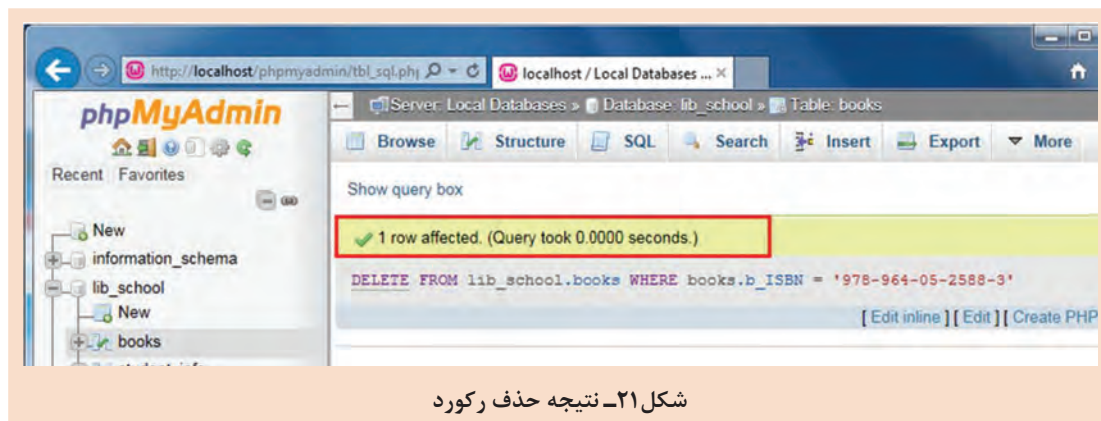 http://localhost/phpmyadmin/tbl_sql.php
localhost / Local Databases ...
phpMyAdmin
Server: Local Databases » Database: lib_school » Table: books
Browse Structure SQL Search Insert Export More
Recent Favorites
Show query box
New
1 row affected. (Query took 0.0000 seconds.)
information_schema
DELETE FROM lib_school.books WHERE books.b_ISBN = '978-964-05-2588-3'
lib_school
New
[ Edit inline ] [ Edit ] [ Create PHP
books
شکل ۲۱ـ نتیجه حذف رکورد